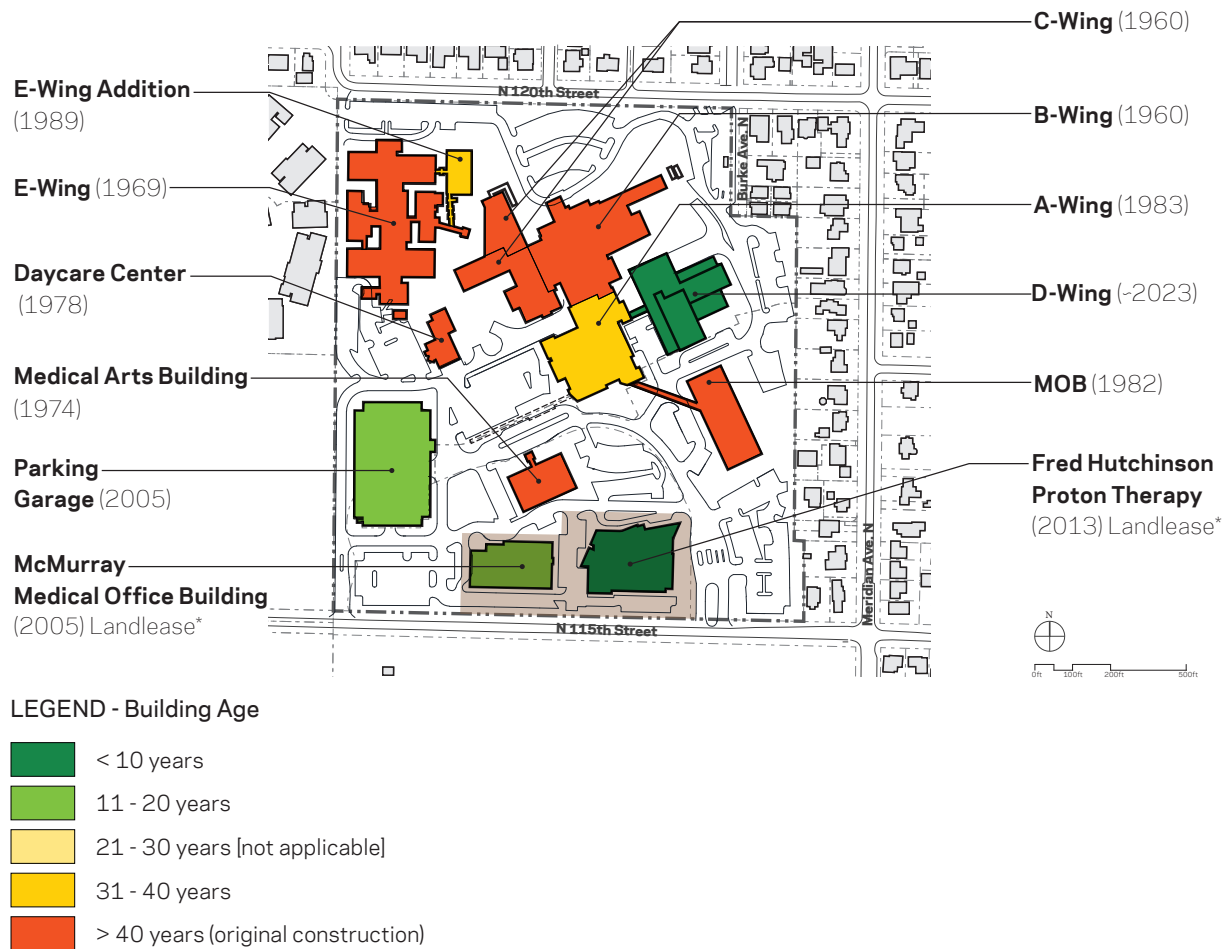 C-Wing (1960)
E-Wing Addition
(1989)
N 120th Street
B-Wing (1960)
Burke Ave. N
E-Wing (1969)
A-Wing (1983)
Daycare Center
(1978)
D-Wing (~2023)
Medical Arts Building
(1974)
MOB (1982)
Parking
Garage (2005)
Fred Hutchinson
Proton Therapy
(2013) Landlease*
McMurray
Medical Office Building
(2005) Landlease*
Meridian Ave. N
N 115th Street
N
0ft 100ft 200ft 500ft
LEGEND - Building Age
< 10 years
11 - 20 years
21 - 30 years [not applicable]
31 - 40 years
> 40 years (original construction)